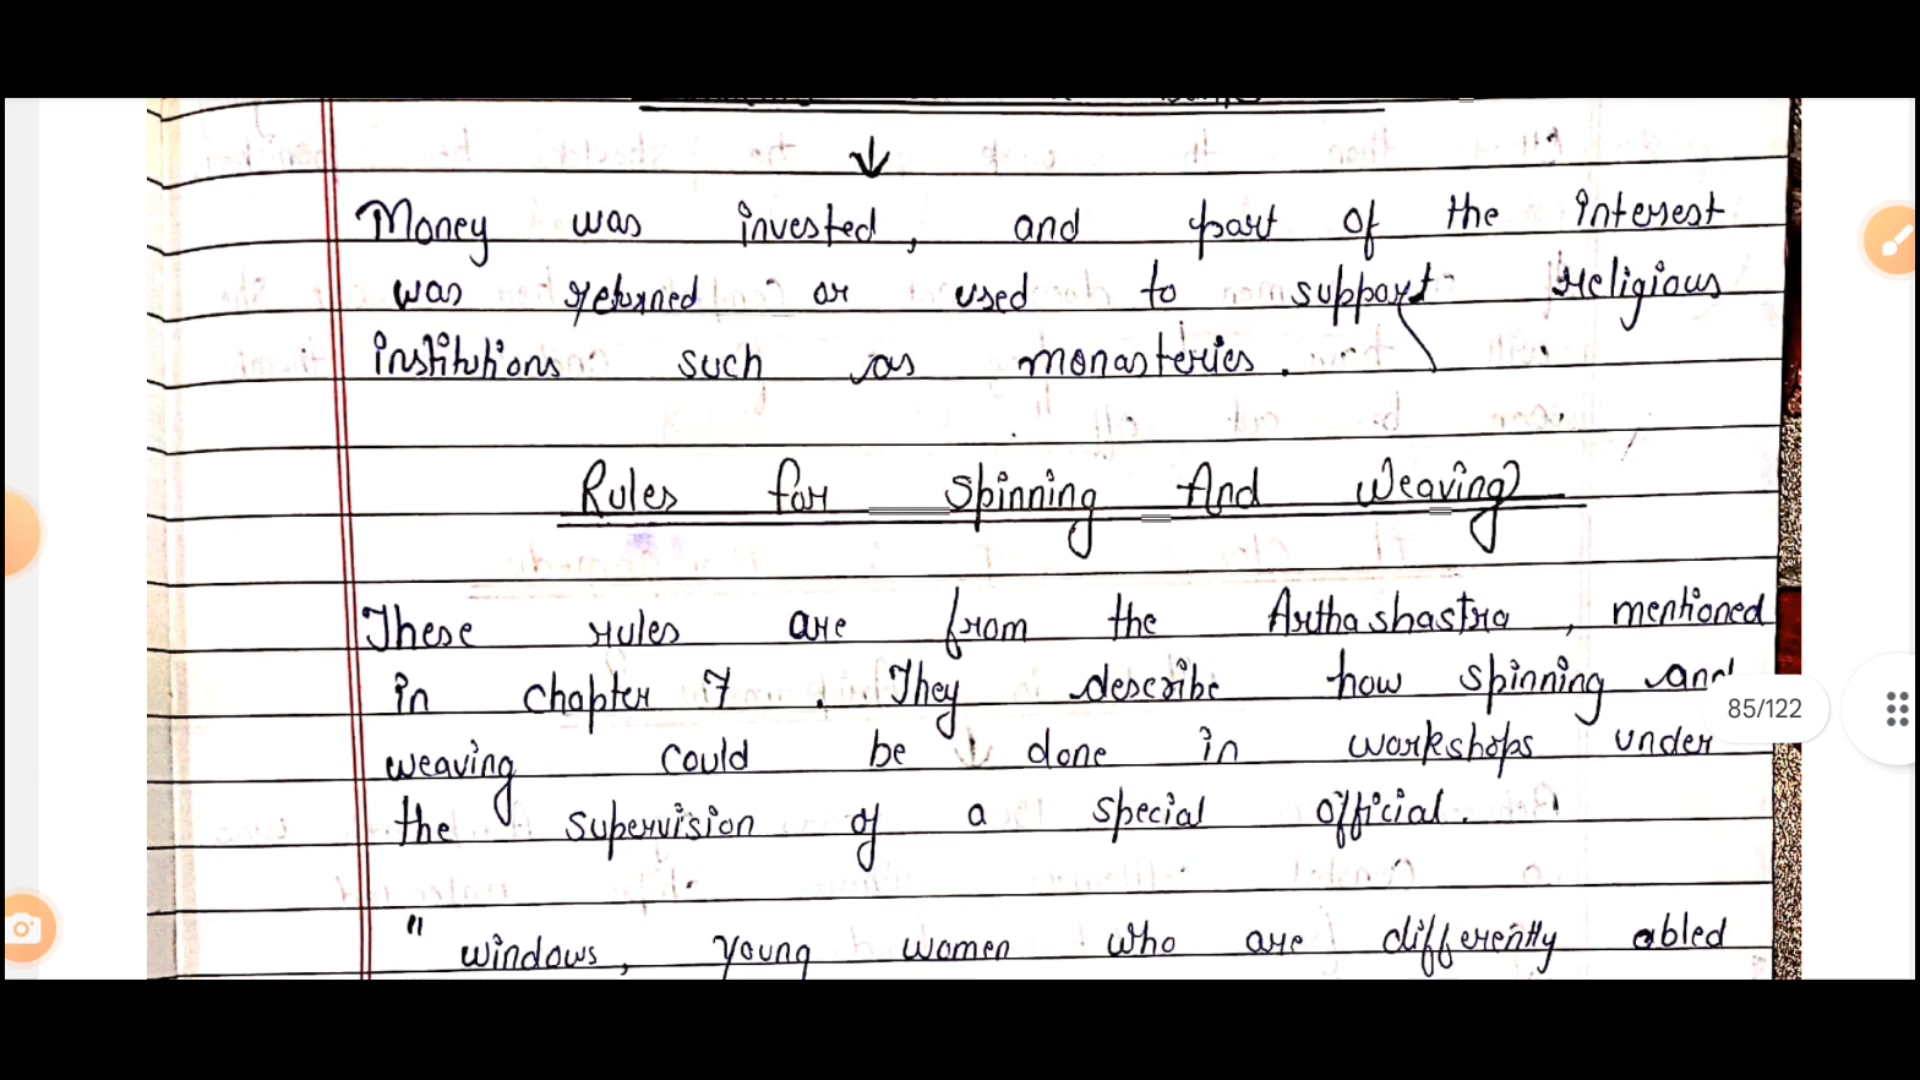 Money was invested, and part of the interest
was returned or used to support religious
institutions such as monasteries.
Rules for Spinning And Weaving
These rules are from the Arthashastra, mentioned
in chapter 7. They describe how spinning and
85/122
weaving could be done in workshops under
the supervision of a special official.
" windows, young women who are differently abled